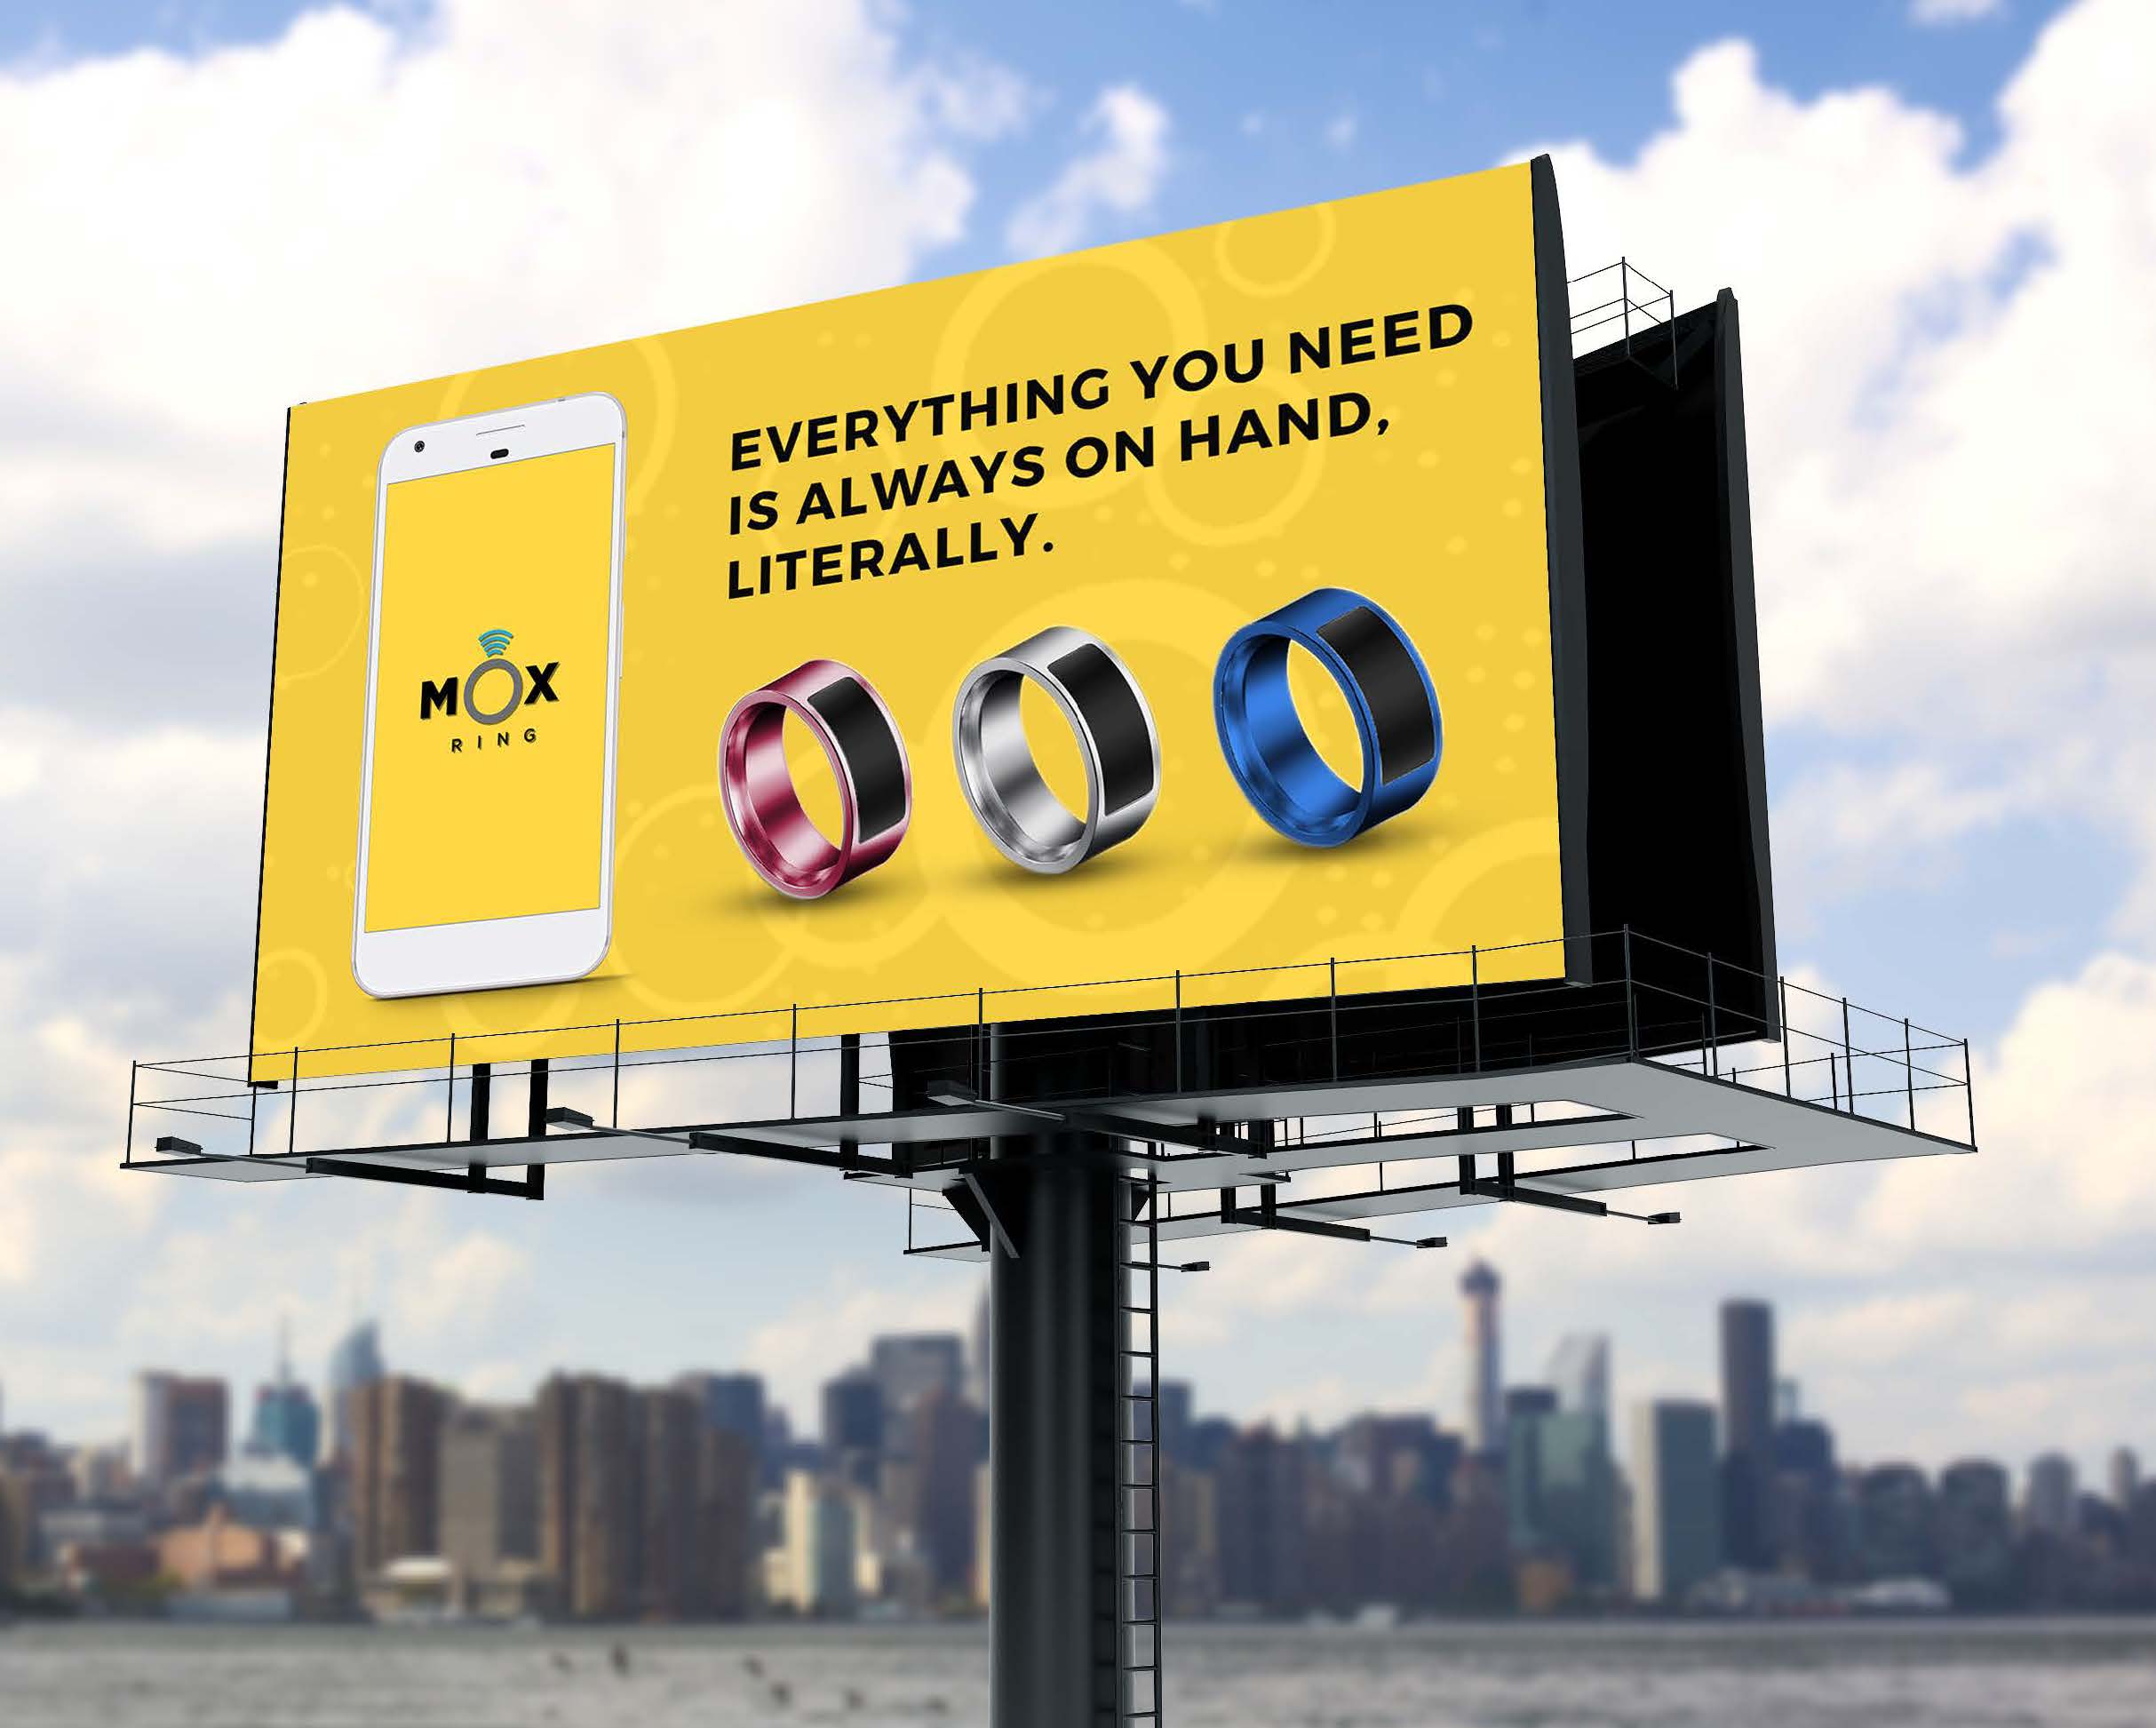 MOX
RING
EVERYTHING YOU NEED
IS ALWAYS ON HAND,
LITERALLY.